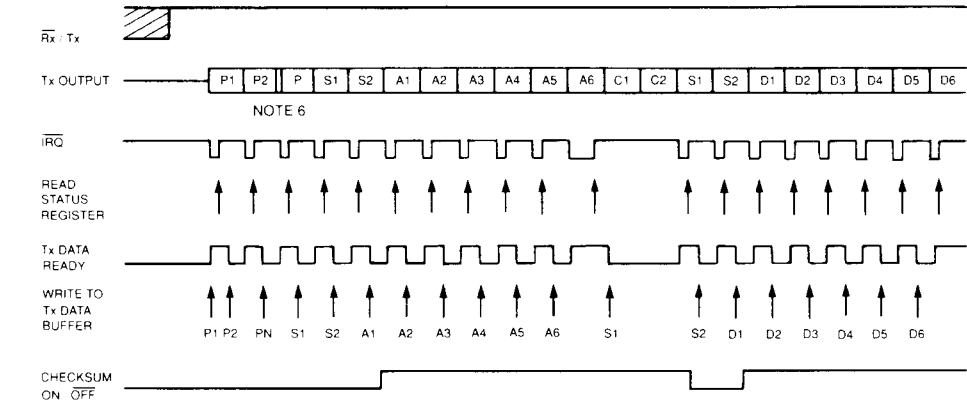 R̅x̅ / Tx
Tx OUTPUT P1 P2 P S1 S2 A1 A2 A3 A4 A5 A6 C1 C2 S1 S2 D1 D2 D3 D4 D5 D6
NOTE 6
I̅R̅Q̅
READ
STATUS
REGISTER
Tx DATA
READY
WRITE TO
Tx DATA
BUFFER
P1 P2 PN S1 S2 A1 A2 A3 A4 A5 A6 S1 S2 D1 D2 D3 D4 D5 D6
CHECKSUM
ON O̅F̅F̅